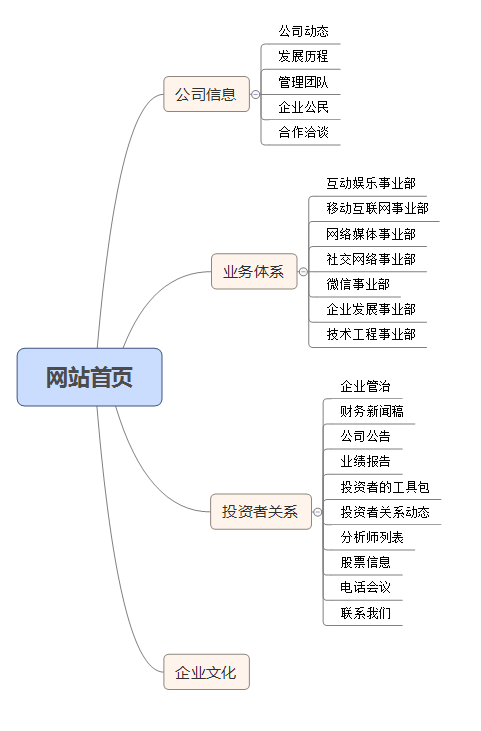 网站首页
公司信息
公司动态
发展历程
管理团队
企业公民
合作洽谈
业务体系
互动娱乐事业部
移动互联网事业部
网络媒体事业部
社交网络事业部
微信事业部
企业发展事业部
技术工程事业部
投资者关系
企业管治
财务新闻稿
公司公告
业绩报告
投资者的工具包
投资者关系动态
分析师列表
股票信息
电话会议
联系我们
企业文化